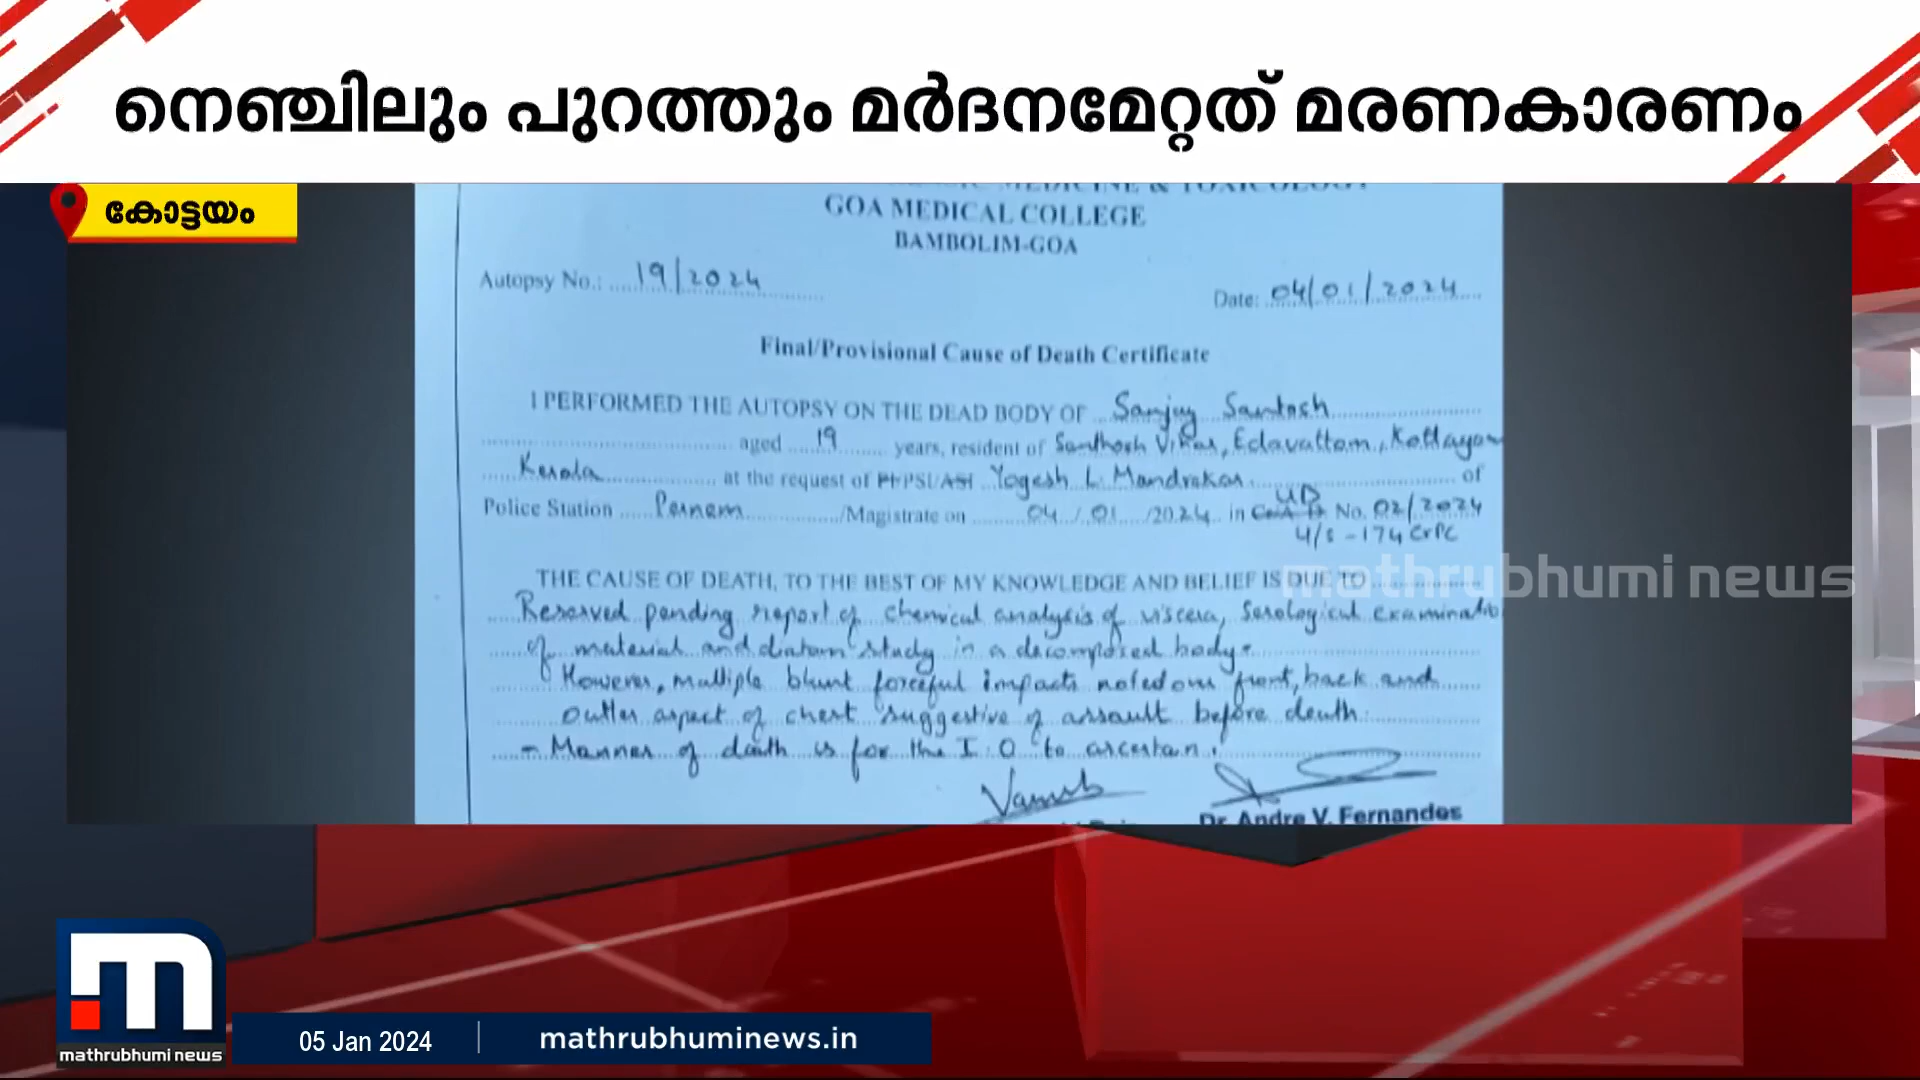 നെഞ്ചിലും പുറത്തും മർദനമേറ്റത് മരണകാരണം
കോട്ടയം
MEDICINE & TOXICOLOGY
GOA MEDICAL COLLEGE
BAMBOLIM-GOA
Autopsy No.: 19/2024
Date: 04/01/2024
Final/Provisional Cause of Death Certificate
I PERFORMED THE AUTOPSY ON THE DEAD BODY OF Sanjay Santosh
aged 19 years, resident of Santhosh Vihar, Edavattom, Kottayam
Kerala at the request of PI/PSI/ASI Yogesh L. Mandrekar of
Police Station Pernem /Magistrate on 04/01/2024 in UD No. 02/2024
U/s - 174 CrPC
THE CAUSE OF DEATH, TO THE BEST OF MY KNOWLEDGE AND BELIEF IS DUE TO
Reserved pending report of chemical analysis of viscera, Serological examinatio
of material and diatom study in a decomposed body.
However, multiple blunt forceful impacts noted over front, back and
outer aspect of chest suggestive of assault before death.
- Manner of death is for the I.O to ascertain.
Dr. Andre V. Fernandes
mathrubhumi news
mathrubhumi news
05 Jan 2024
mathrubhuminews.in